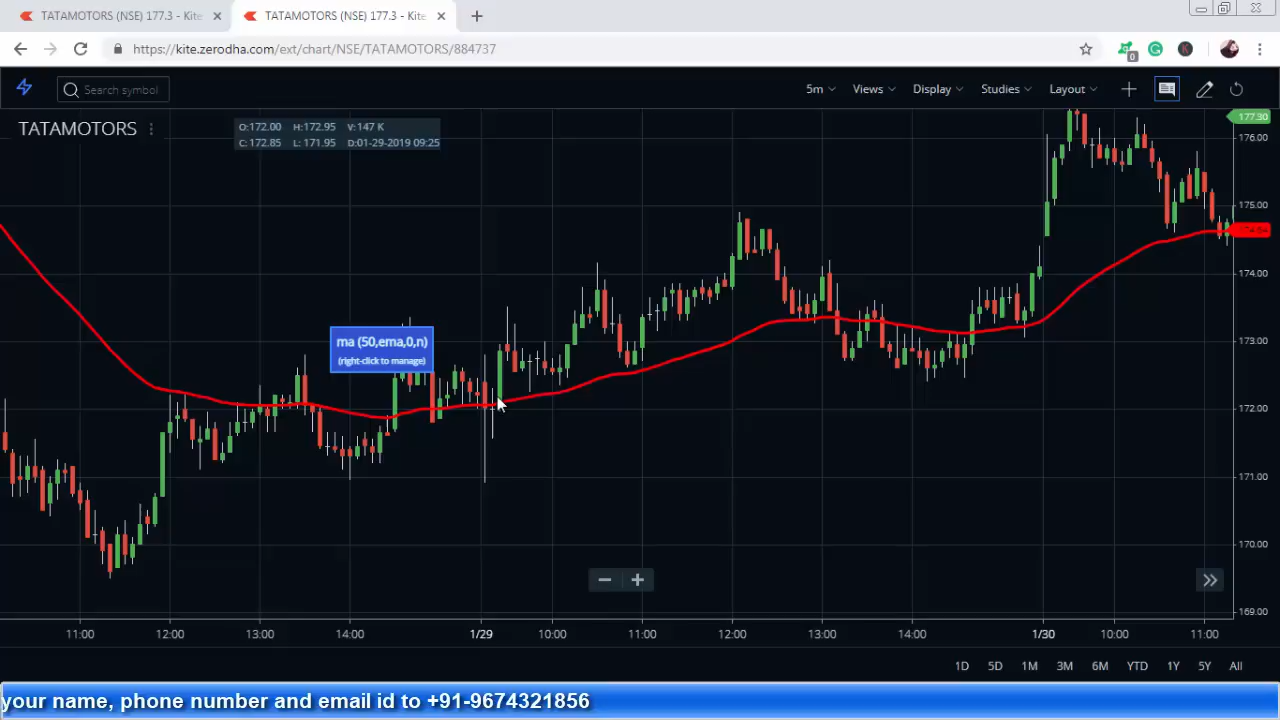 TATAMOTORS (NSE) 177.3 - Kite
TATAMOTORS (NSE) 177.3 - Kite
https://kite.zerodha.com/ext/chart/NSE/TATAMOTORS/884737
0
K
Search symbol
5m
Views
Display
Studies
Layout
TATAMOTORS
O:172.00 H:172.95 V:147 K
C:172.85 L: 171.95 D:01-29-2019 09:25
177.30
176.00
175.00
174.00
173.00
172.00
171.00
170.00
169.00
ma (50,ema,0,n)
(right-click to manage)
11:00 12:00 13:00 14:00 1/29 10:00 11:00 12:00 13:00 14:00 1/30 10:00 11:00
1D 5D 1M 3M 6M YTD 1Y 5Y All
your name, phone number and email id to +91-9674321856